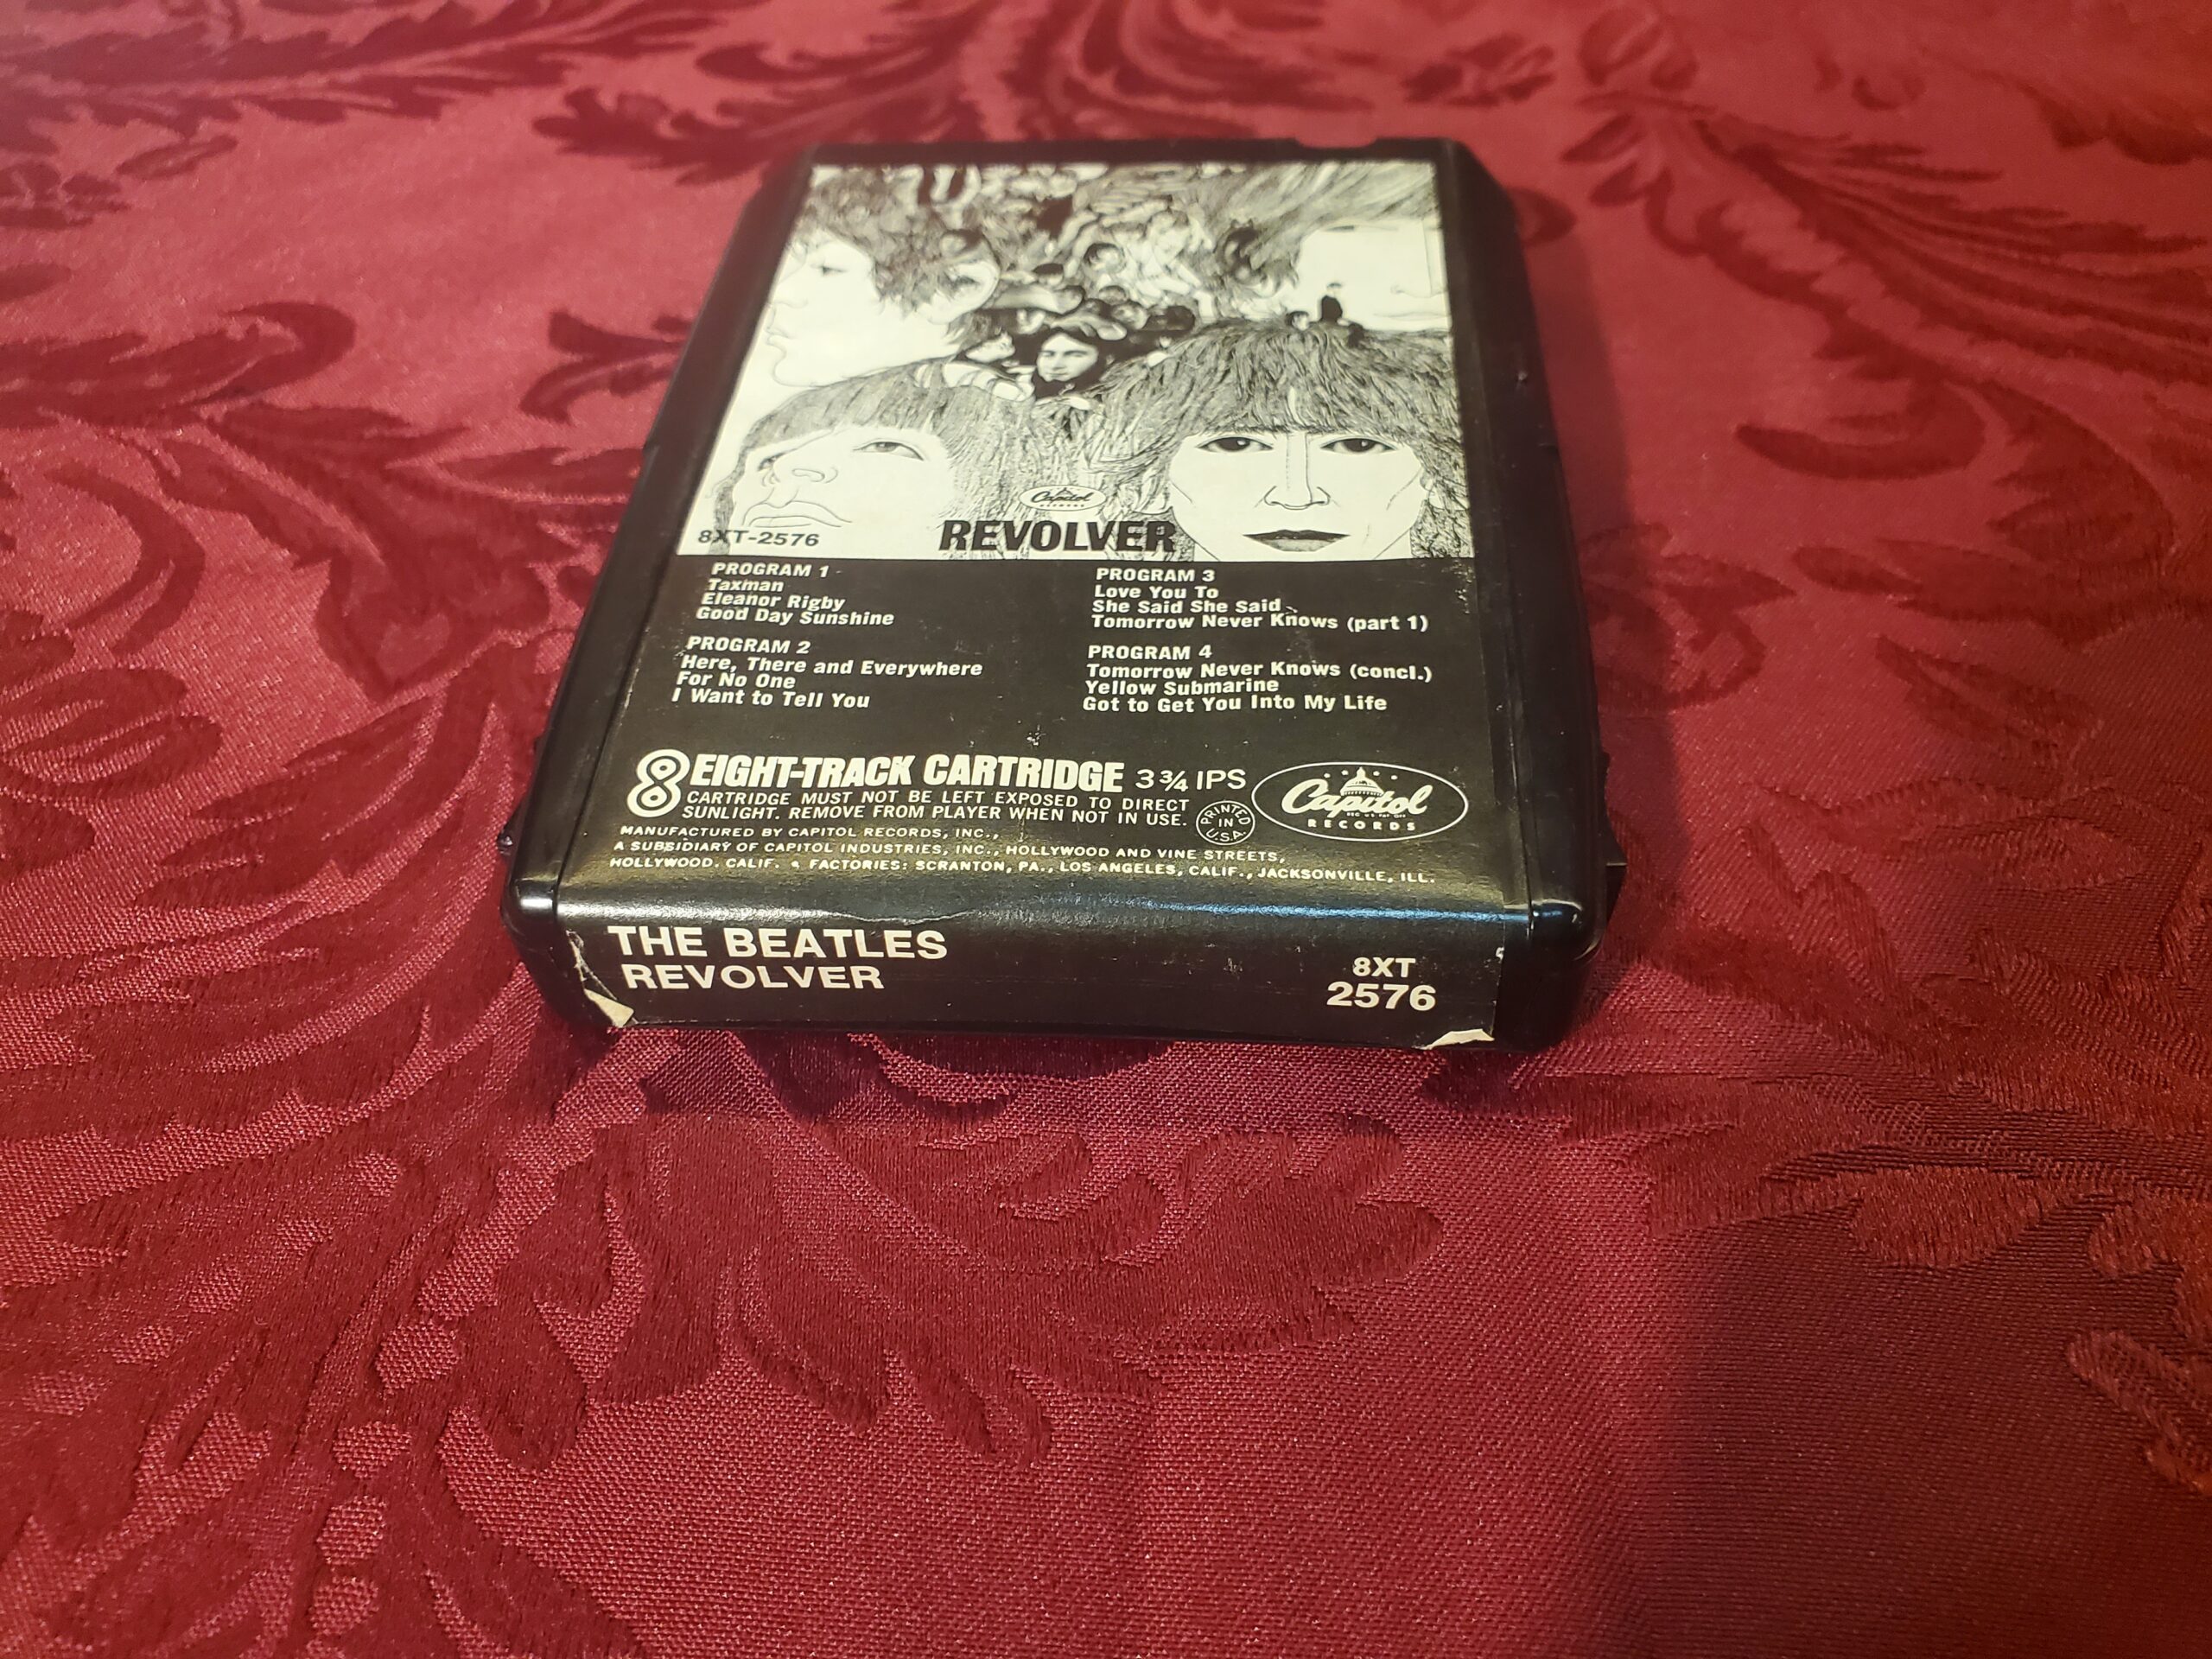 Capitol
8XT-2576
REVOLVER
PROGRAM 1
Taxman
Eleanor Rigby
Good Day Sunshine
PROGRAM 2
Here, There and Everywhere
For No One
I Want to Tell You
PROGRAM 3
Love You To
She Said She Said
Tomorrow Never Knows (part 1)
PROGRAM 4
Tomorrow Never Knows (concl.)
Yellow Submarine
Got to Get You Into My Life
8 EIGHT-TRACK CARTRIDGE 3 3/4 IPS
CARTRIDGE MUST NOT BE LEFT EXPOSED TO DIRECT
SUNLIGHT. REMOVE FROM PLAYER WHEN NOT IN USE.
PRINTED
IN
U.S.A.
Capitol
RECORDS
MANUFACTURED BY CAPITOL RECORDS, INC.,
A SUBSIDIARY OF CAPITOL INDUSTRIES, INC., HOLLYWOOD AND VINE STREETS,
HOLLYWOOD, CALIF. • FACTORIES: SCRANTON, PA., LOS ANGELES, CALIF., JACKSONVILLE, ILL.
THE BEATLES
REVOLVER
8XT
2576